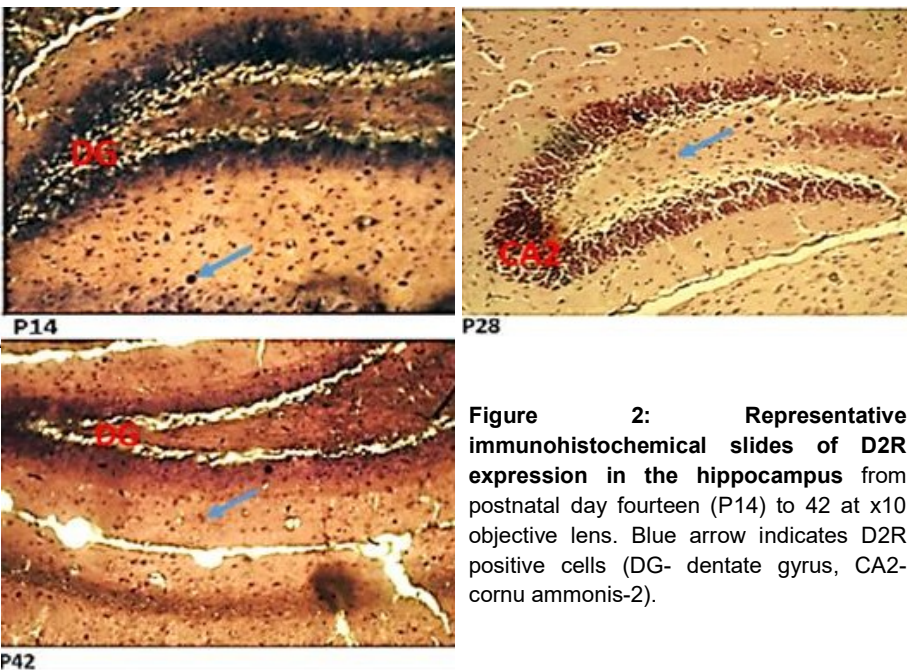 DG
P14
CA2
P28
DG
P42
Figure 2: Representative
immunohistochemical slides of D2R
expression in the hippocampus from
postnatal day fourteen (P14) to 42 at x10
objective lens. Blue arrow indicates D2R
positive cells (DG- dentate gyrus, CA2-
cornu ammonis-2).